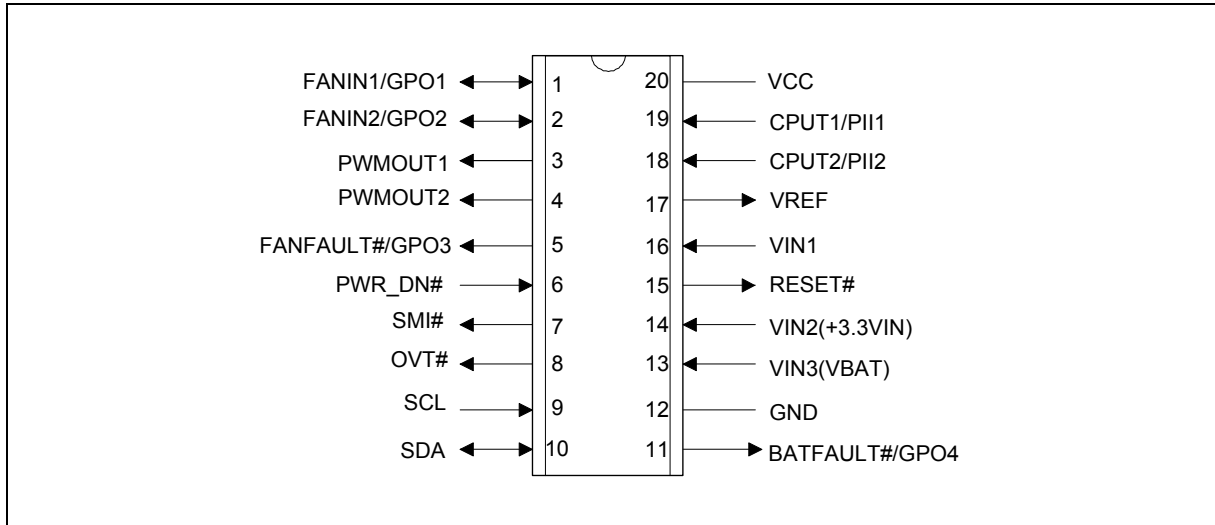 FANIN1/GPO1 1 20 VCC
FANIN2/GPO2 2 19 CPUT1/PII1
PWMOUT1 3 18 CPUT2/PII2
PWMOUT2 4 17 VREF
FANFAULT#/GPO3 5 16 VIN1
PWR_DN# 6 15 RESET#
SMI# 7 14 VIN2(+3.3VIN)
OVT# 8 13 VIN3(VBAT)
SCL 9 12 GND
SDA 10 11 BATFAULT#/GPO4